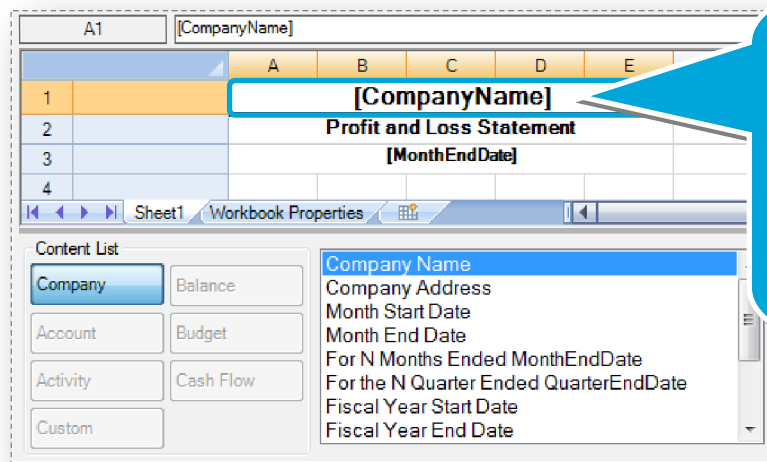 A1 [CompanyName]
A B C D E
1 [CompanyName]
2 Profit and Loss Statement
3 [MonthEndDate]
4
Sheet1 Workbook Properties
Content List
Company Balance
Account Budget
Activity Cash Flow
Custom
Company Name
Company Address
Month Start Date
Month End Date
For N Months Ended MonthEndDate
For the N Quarter Ended QuarterEndDate
Fiscal Year Start Date
Fiscal Year End Date